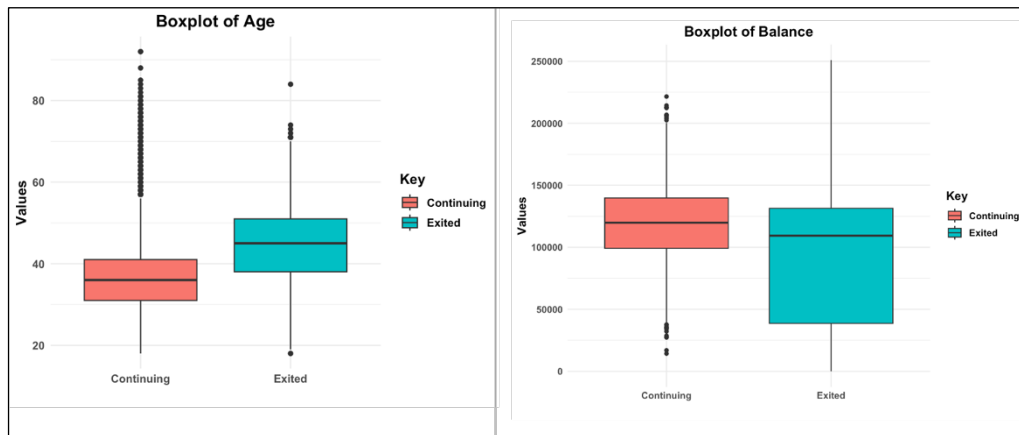 Boxplot of Age
Values
80
60
40
20
Continuing
Exited
Key
Continuing
Exited
Boxplot of Balance
Values
250000
200000
150000
100000
50000
0
Continuing
Exited
Key
Continuing
Exited